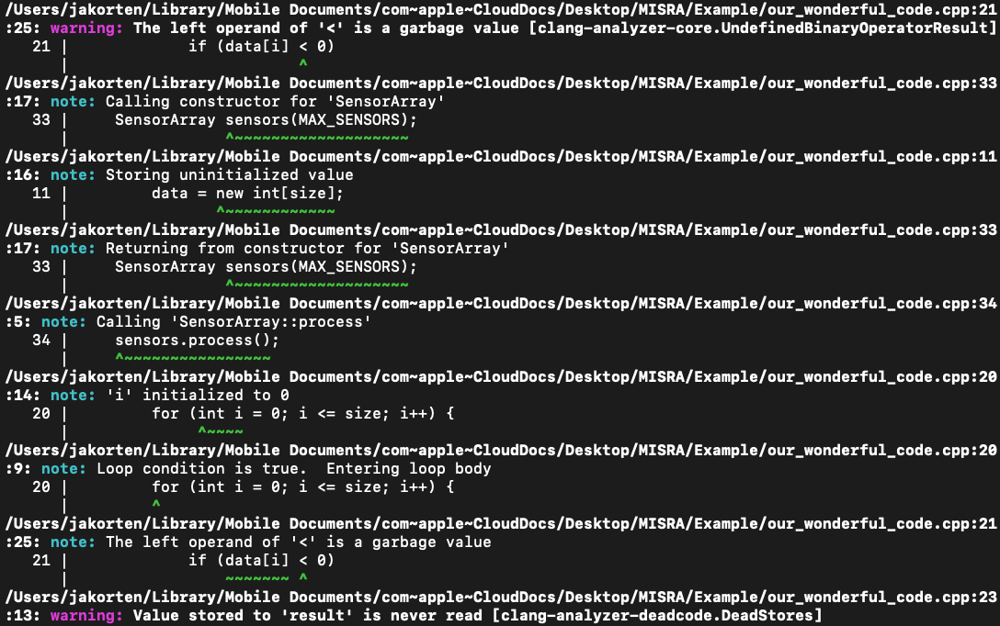 /Users/jakorten/Library/Mobile Documents/com~apple~CloudDocs/Desktop/MISRA/Example/our_wonderful_code.cpp:21
:25: warning: The left operand of '<' is a garbage value [clang-analyzer-core.UndefinedBinaryOperatorResult]
   21 |             if (data[i] < 0)
      |                         ^
/Users/jakorten/Library/Mobile Documents/com~apple~CloudDocs/Desktop/MISRA/Example/our_wonderful_code.cpp:33
:17: note: Calling constructor for 'SensorArray'
   33 |     SensorArray sensors(MAX_SENSORS);
      |                 ^~~~~~~~~~~~~~~~~~~~
/Users/jakorten/Library/Mobile Documents/com~apple~CloudDocs/Desktop/MISRA/Example/our_wonderful_code.cpp:11
:16: note: Storing uninitialized value
   11 |         data = new int[size];
      |                ^~~~~~~~~~~~~
/Users/jakorten/Library/Mobile Documents/com~apple~CloudDocs/Desktop/MISRA/Example/our_wonderful_code.cpp:33
:17: note: Returning from constructor for 'SensorArray'
   33 |     SensorArray sensors(MAX_SENSORS);
      |                 ^~~~~~~~~~~~~~~~~~~~
/Users/jakorten/Library/Mobile Documents/com~apple~CloudDocs/Desktop/MISRA/Example/our_wonderful_code.cpp:34
:5: note: Calling 'SensorArray::process'
   34 |     sensors.process();
      |     ^~~~~~~~~~~~~~~~~
/Users/jakorten/Library/Mobile Documents/com~apple~CloudDocs/Desktop/MISRA/Example/our_wonderful_code.cpp:20
:14: note: 'i' initialized to 0
   20 |         for (int i = 0; i <= size; i++) {
      |              ^~~~~
/Users/jakorten/Library/Mobile Documents/com~apple~CloudDocs/Desktop/MISRA/Example/our_wonderful_code.cpp:20
:9: note: Loop condition is true.  Entering loop body
   20 |         for (int i = 0; i <= size; i++) {
      |         ^
/Users/jakorten/Library/Mobile Documents/com~apple~CloudDocs/Desktop/MISRA/Example/our_wonderful_code.cpp:21
:25: note: The left operand of '<' is a garbage value
   21 |             if (data[i] < 0)
      |                 ~~~~~~~ ^
/Users/jakorten/Library/Mobile Documents/com~apple~CloudDocs/Desktop/MISRA/Example/our_wonderful_code.cpp:23
:13: warning: Value stored to 'result' is never read [clang-analyzer-deadcode.DeadStores]